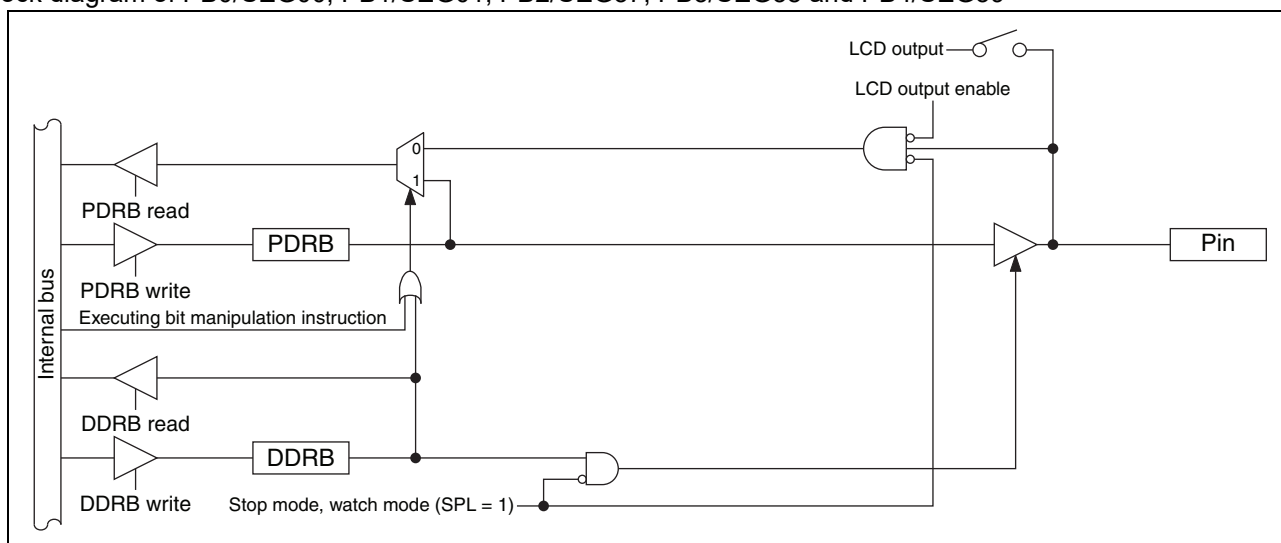 LCD output
LCD output enable
0
1
PDRB read
PDRB
Pin
PDRB write
Executing bit manipulation instruction
Internal bus
DDRB read
DDRB
DDRB write
Stop mode, watch mode (SPL = 1)